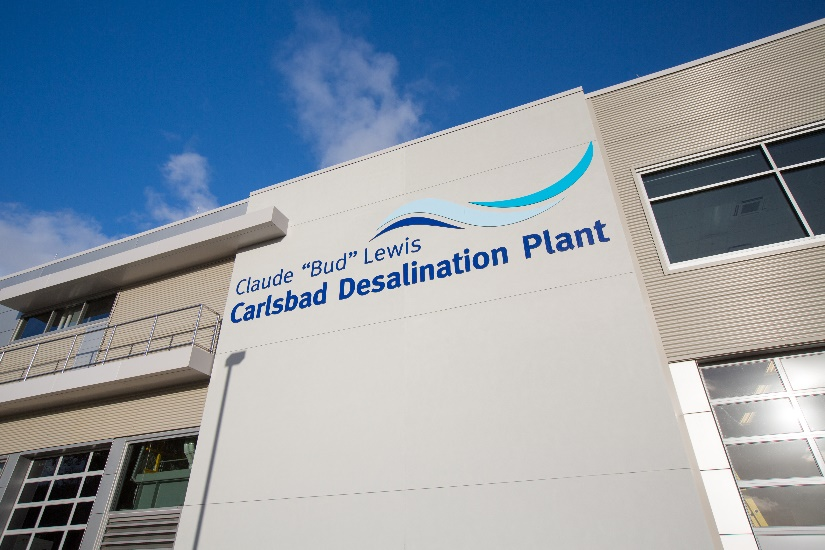 Claude "Bud" Lewis
Carlsbad Desalination Plant